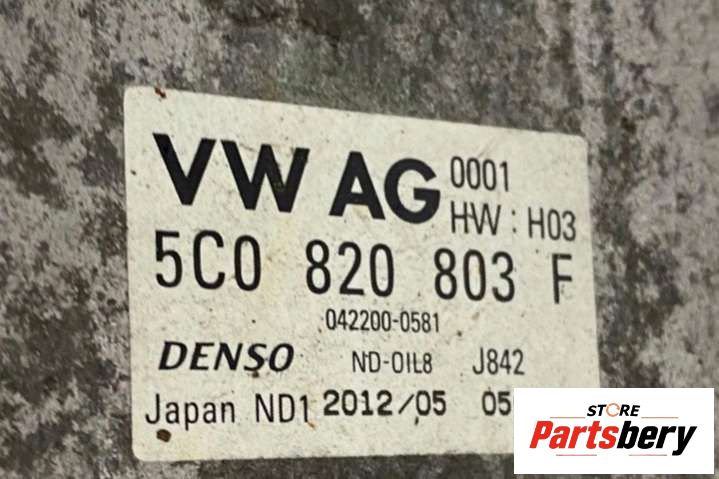 VW AG 0001
HW : H03
5C0 820 803 F
042200-0581
DENSO ND-OIL8 J842
Japan ND1 2012/05
STORE
Partsbery